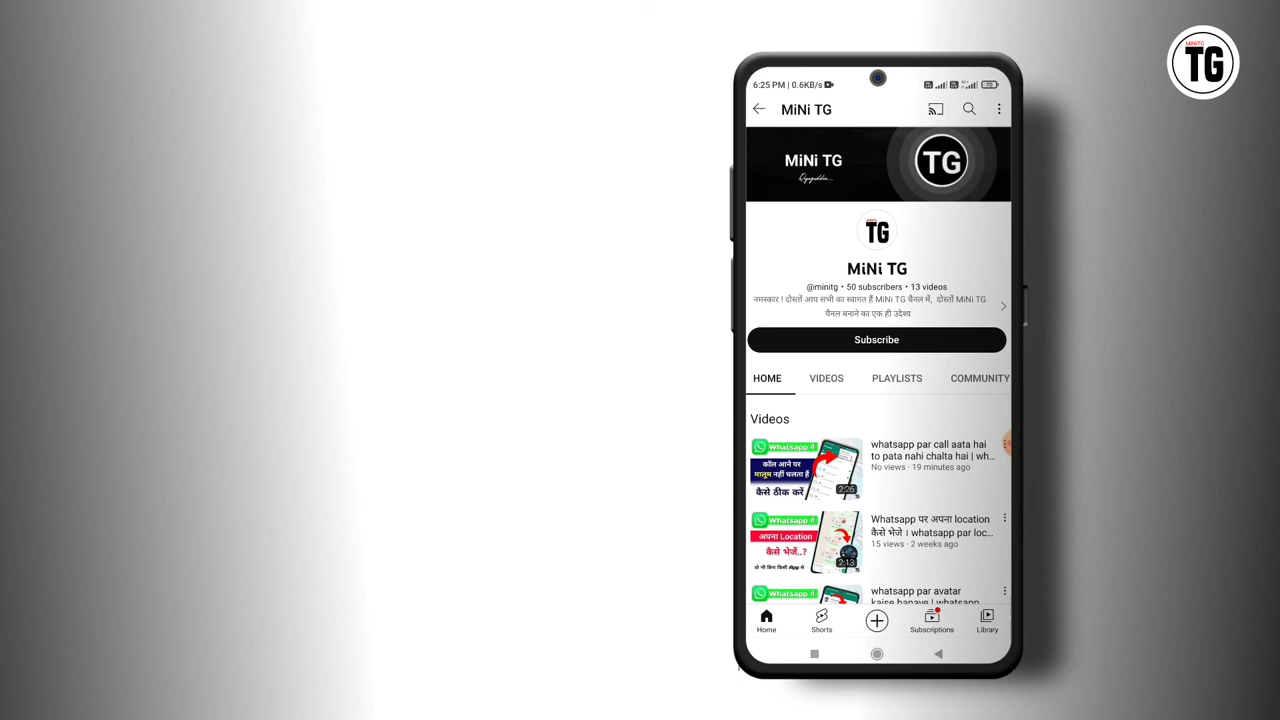 MiNiTG
TG
6:25 PM | 0.6KB/s
MiNi TG
MiNi TG
TG
TG
MiNi TG
@minitg • 50 subscribers • 13 videos
नमस्कार ! दोस्तों आप सभी का स्वागत हैं MiNi TG चैनल में, दोस्तों MiNi TG
चैनल बनाने का एक ही उदेश्य
Subscribe
HOME VIDEOS PLAYLISTS COMMUNITY
Videos
Whatsapp में
कॉल आने पर
मालूम नहीं चलता हैं
कैसे ठीक करें
2:26
whatsapp par call aata hai
to pata nahi chalta hai | wh...
No views · 19 minutes ago
Whatsapp में
अपना Location
कैसे भेजें..?
वो भी बिना किसी App से
2:13
Whatsapp पर अपना location
कैसे भेजे । whatsapp par loc...
15 views · 2 weeks ago
Whatsapp में
whatsapp par avatar
kaise banaye | whatsapp
Home Shorts Subscriptions Library